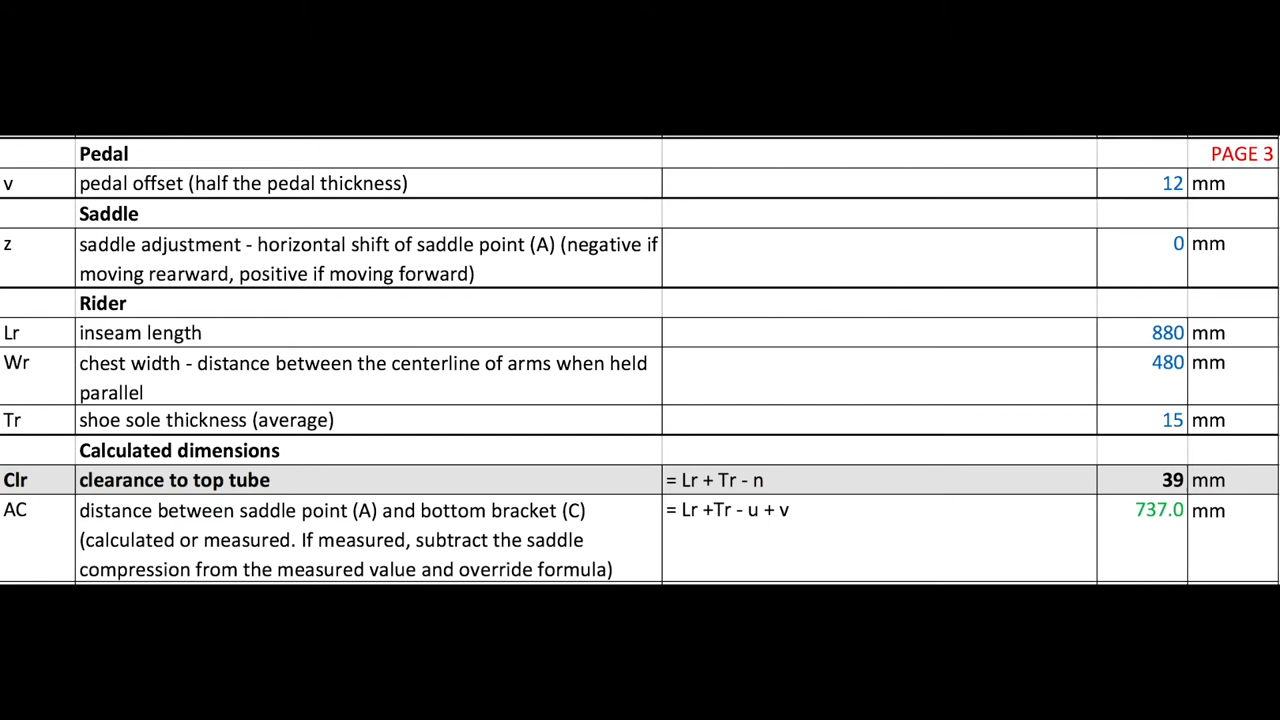 Pedal PAGE 3
v pedal offset (half the pedal thickness) 12 mm
Saddle
z saddle adjustment - horizontal shift of saddle point (A) (negative if 0 mm
moving rearward, positive if moving forward)
Rider
Lr inseam length 880 mm
Wr chest width - distance between the centerline of arms when held 480 mm
parallel
Tr shoe sole thickness (average) 15 mm
Calculated dimensions
Clr clearance to top tube = Lr + Tr - n 39 mm
AC distance between saddle point (A) and bottom bracket (C) = Lr +Tr - u + v 737.0 mm
(calculated or measured. If measured, subtract the saddle
compression from the measured value and override formula)